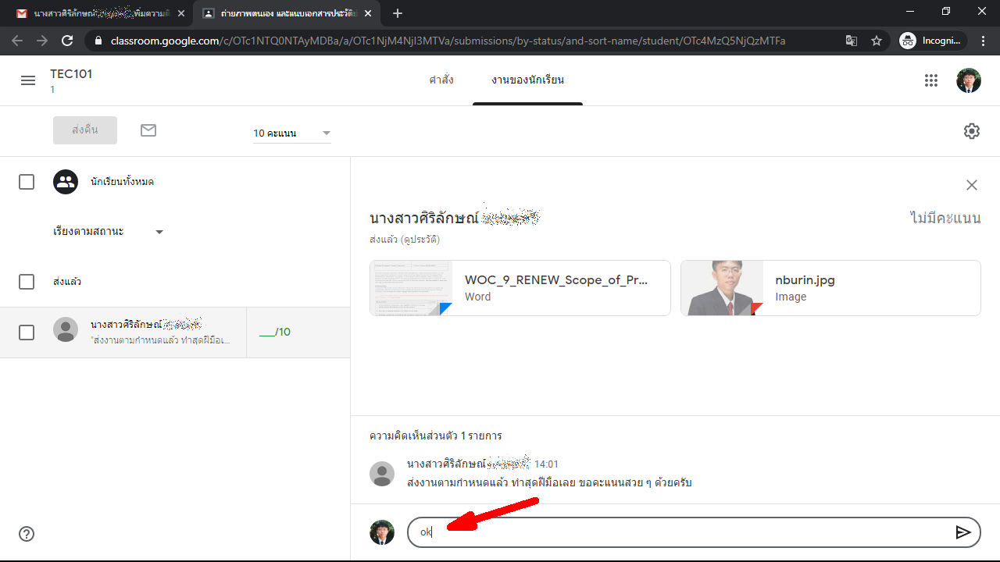 นางสาวศิริลักษณ์ พิ่มความคิ
ถ่ายภาพตนเอง และแนบเอกสารประวัติย่
classroom.google.com/c/OTc1NTQ0NTAyMDBa/a/OTc1NjM4NjI3MTVa/submissions/by-status/and-sort-name/student/OTc4MzQ5NjQzMTFa
Incogni...
TEC101
1
คำสั่ง
งานของนักเรียน
ส่งคืน
10 คะแนน
นักเรียนทั้งหมด
เรียงตามสถานะ
ส่งแล้ว
นางสาวศิริลักษณ์
"ส่งงานตามกำหนดแล้ว ทำสุดฝีมือเ...
___/10
นางสาวศิริลักษณ์
ไม่มีคะแนน
ส่งแล้ว (ดูประวัติ)
WOC_9_RENEW_Scope_of_Pr...
Word
nburin.jpg
Image
ความคิดเห็นส่วนตัว 1 รายการ
นางสาวศิริลักษณ์ 14:01
ส่งงานตามกำหนดแล้ว ทำสุดฝีมือเลย ขอคะแนนสวย ๆ ด้วยครับ
ok